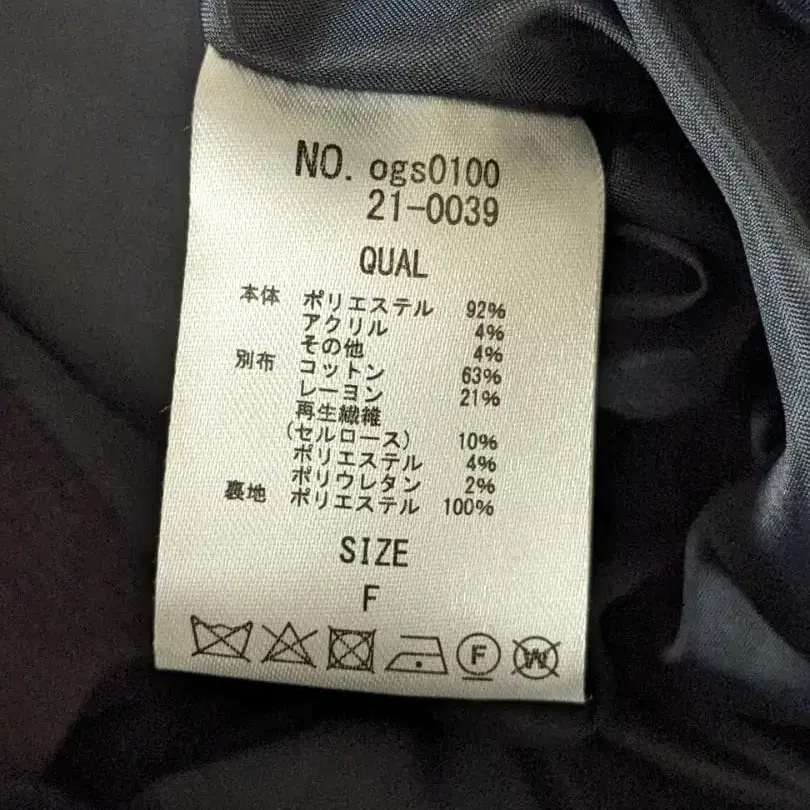 NO. ogs0100
21-0039
QUAL
本体 ポリエステル 92%
アクリル 4%
その他 4%
別布 コットン 63%
レーヨン 21%
再生繊維
(セルロース) 10%
ポリエステル 4%
ポリウレタン 2%
裏地 ポリエステル 100%
SIZE
F
F W